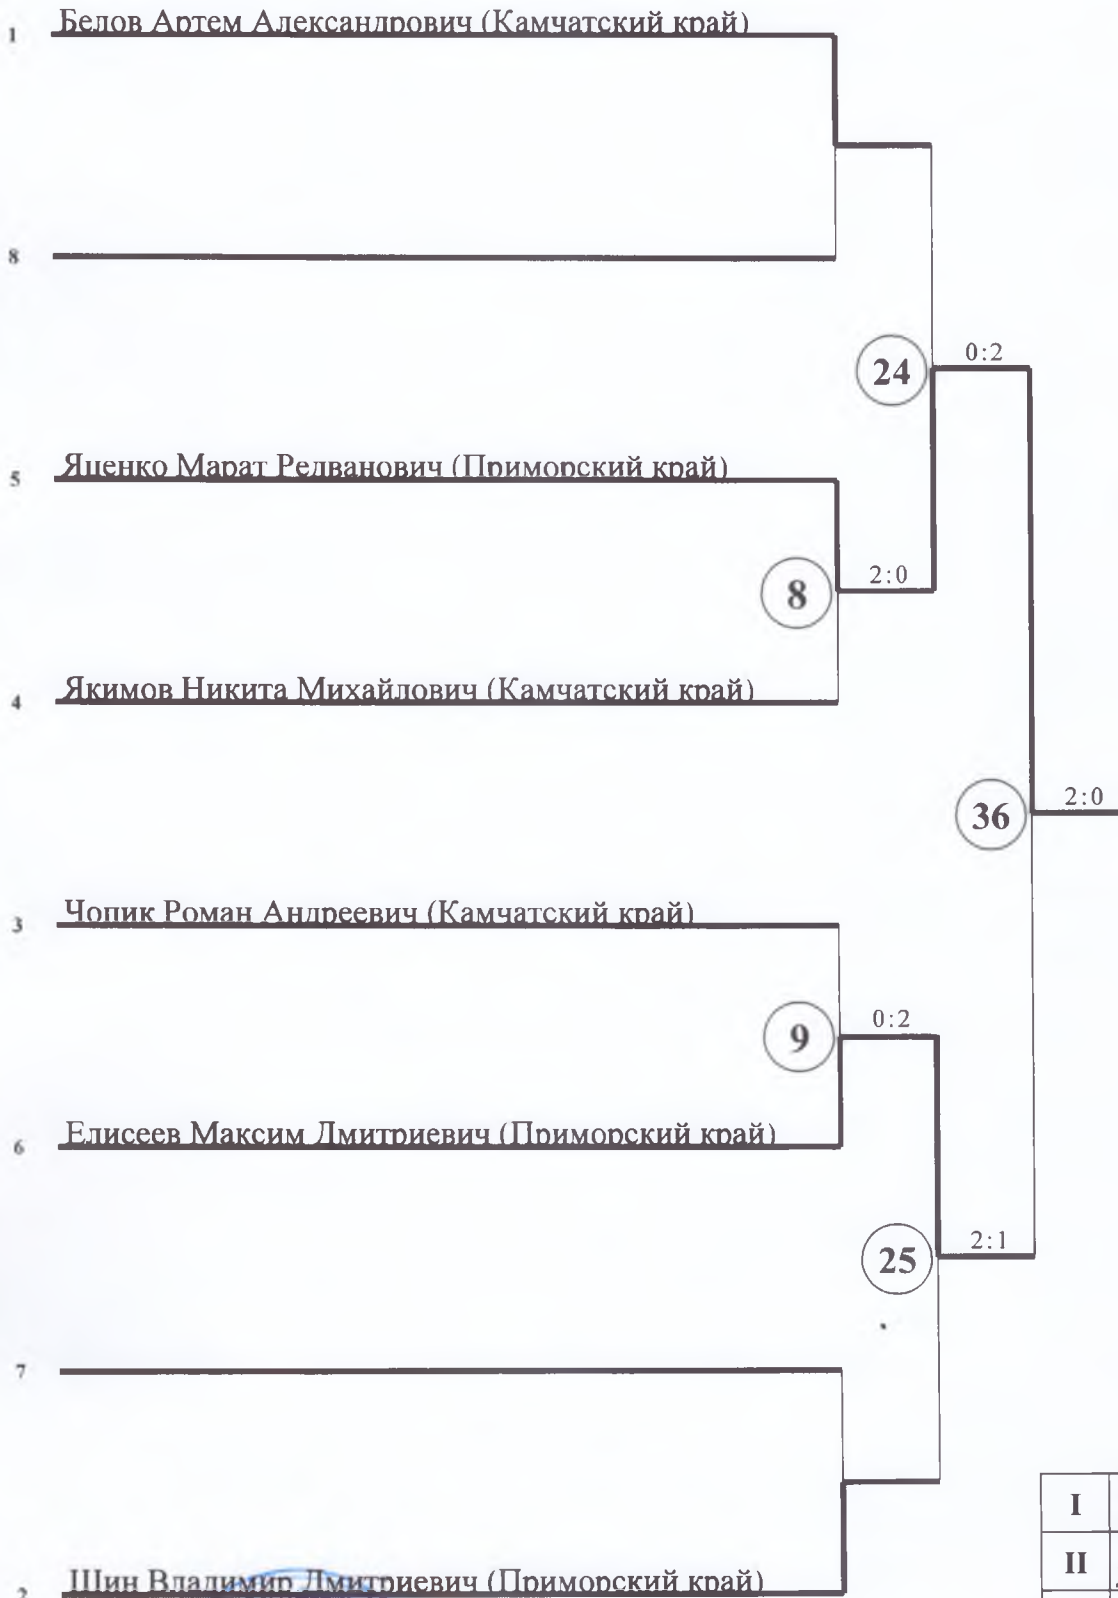 1 Белов Артем Александрович (Камчатский край)
8
24 0:2
5 Яценко Марат Редванович (Приморский край)
8 2:0
4 Якимов Никита Михайлович (Камчатский край)
36 2:0
3 Чопик Роман Андреевич (Камчатский край)
9 0:2
6 Елисеев Максим Дмитриевич (Приморский край)
25 2:1
7
I
II
2 Шин Владимир Дмитриевич (Приморский край)